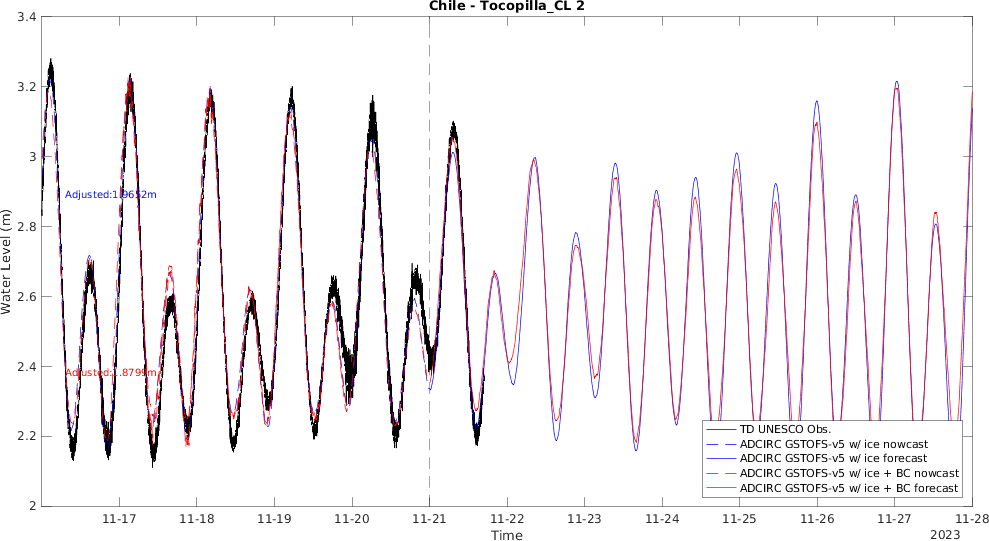 Chile - Tocopilla_CL 2
3.4
3.2
3
2.8
2.6
2.4
2.2
2
Water Level (m)
Adjusted:1.9652m
Adjusted:1.8799m
TD UNESCO Obs.
ADCIRC GSTOFS-v5 w/ ice nowcast
ADCIRC GSTOFS-v5 w/ ice forecast
ADCIRC GSTOFS-v5 w/ ice + BC nowcast
ADCIRC GSTOFS-v5 w/ ice + BC forecast
11-17 11-18 11-19 11-20 11-21 11-22 11-23 11-24 11-25 11-26 11-27 11-28
Time
2023